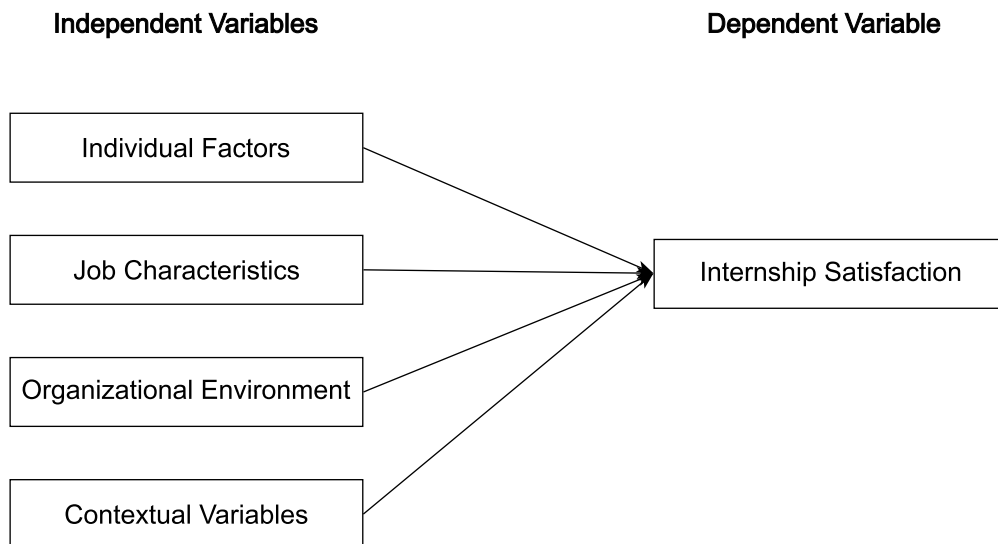 Independent Variables
Dependent Variable
Individual Factors
Job Characteristics
Internship Satisfaction
Organizational Environment
Contextual Variables